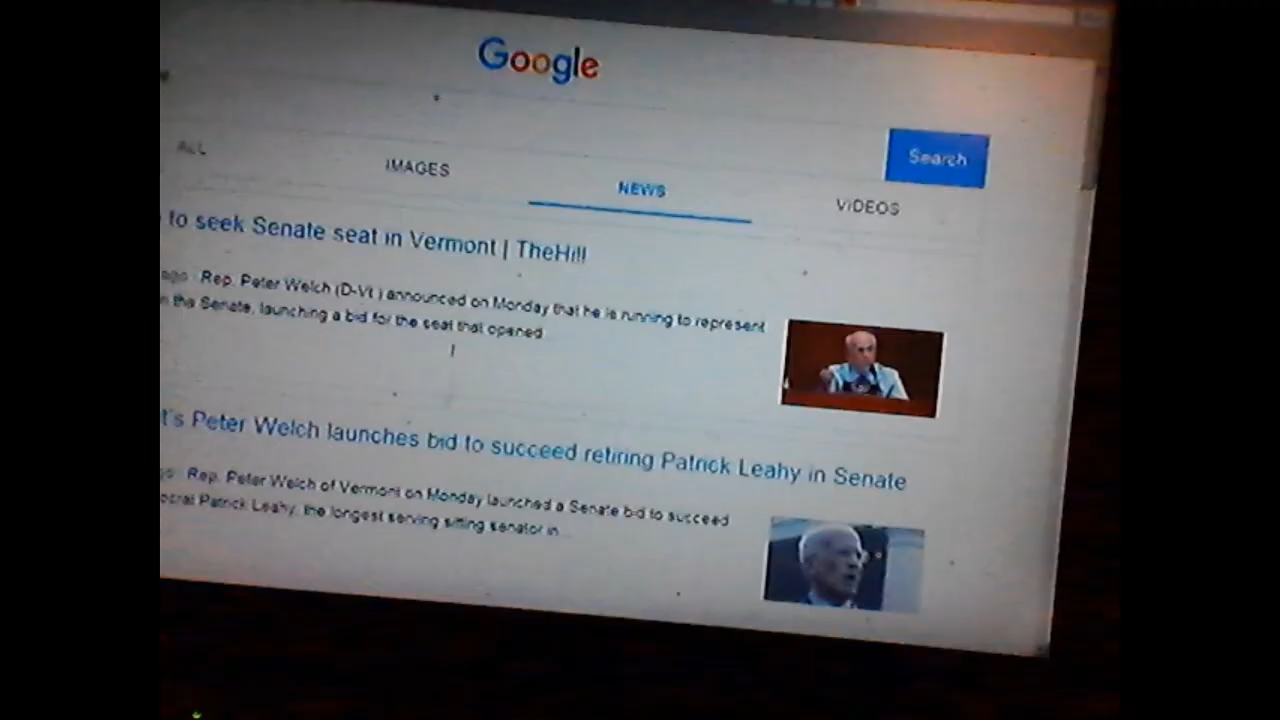 Google
Search
ALL
IMAGES
NEWS
VIDEOS
to seek Senate seat in Vermont | TheHill
ago · Rep. Peter Welch (D-Vt.) announced on Monday that he is running to represent
in the Senate, launching a bid for the seat that opened
t's Peter Welch launches bid to succeed retiring Patrick Leahy in Senate
Rep. Peter Welch of Vermont on Monday launched a Senate bid to succeed
ocrat Patrick Leahy, the longest serving sitting senator in